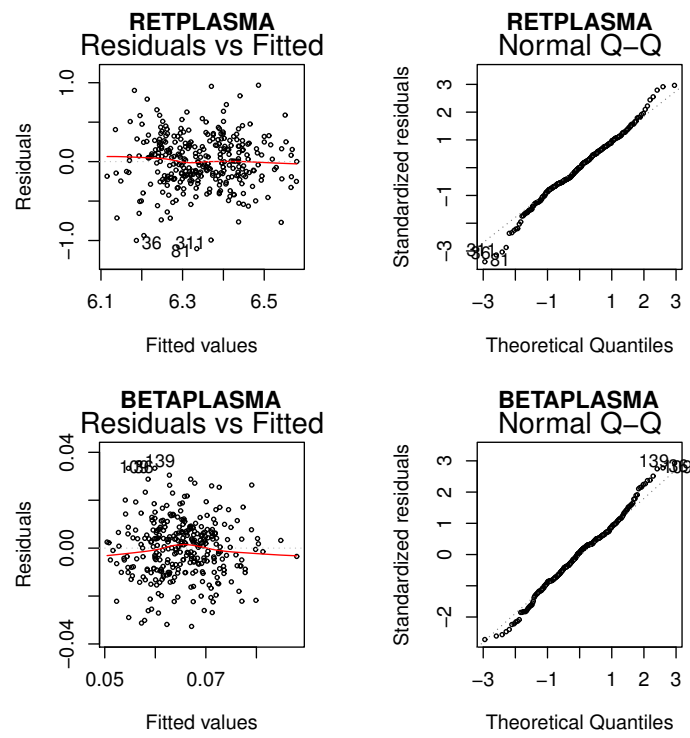 RETPLASMA
Residuals vs Fitted
Residuals
−1.0 0.0 1.0
36
311
81
6.1 6.3 6.5
Fitted values
RETPLASMA
Normal Q−Q
Standardized residuals
−3 −1 1 2 3
311
36
81
−3 −1 1 2 3
Theoretical Quantiles
BETAPLASMA
Residuals vs Fitted
Residuals
−0.04 0.00 0.04
139
0.05 0.07
Fitted values
BETAPLASMA
Normal Q−Q
Standardized residuals
−2 0 1 2 3
139
−3 −1 1 2 3
Theoretical Quantiles